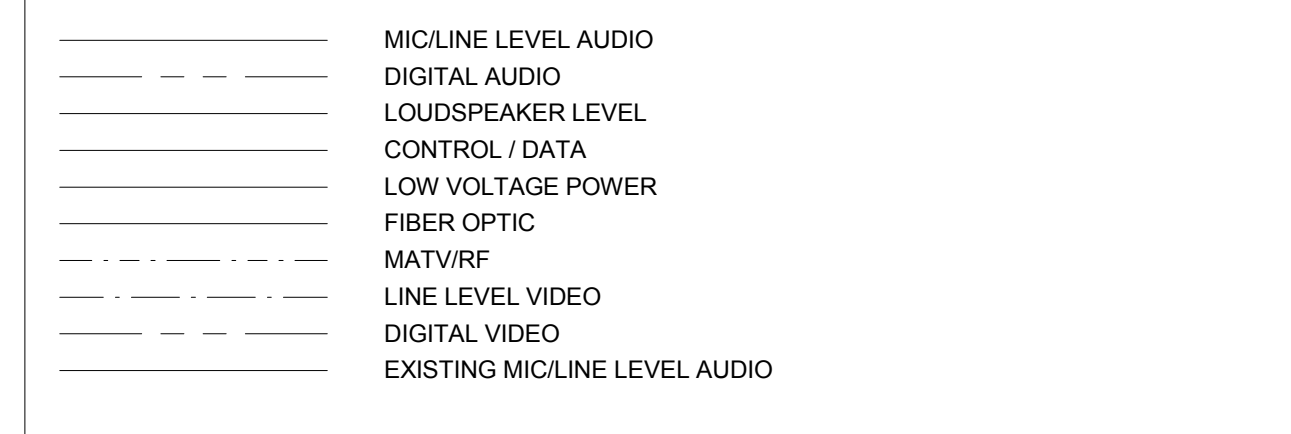 MIC/LINE LEVEL AUDIO
DIGITAL AUDIO
LOUDSPEAKER LEVEL
CONTROL / DATA
LOW VOLTAGE POWER
FIBER OPTIC
MATV/RF
LINE LEVEL VIDEO
DIGITAL VIDEO
EXISTING MIC/LINE LEVEL AUDIO